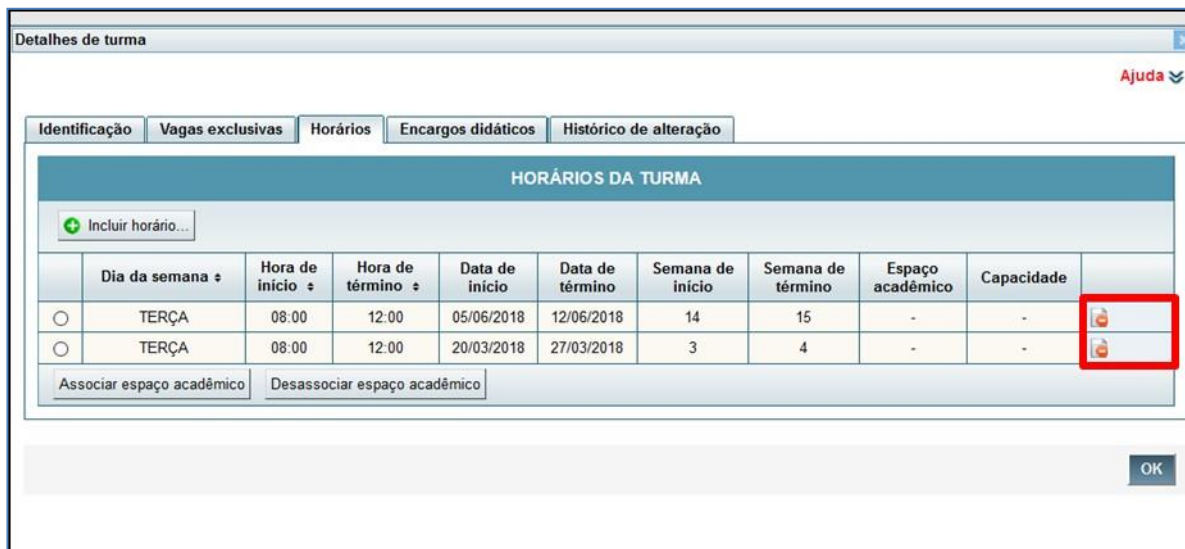 Detalhes de turma
Ajuda
Identificação Vagas exclusivas Horários Encargos didáticos Histórico de alteração
HORÁRIOS DA TURMA
Incluir horário...
Dia da semana Hora de início Hora de término Data de início Data de término Semana de início Semana de término Espaço acadêmico Capacidade
TERÇA 08:00 12:00 05/06/2018 12/06/2018 14 15 - -
TERÇA 08:00 12:00 20/03/2018 27/03/2018 3 4 - -
Associar espaço acadêmico Desassociar espaço acadêmico
OK